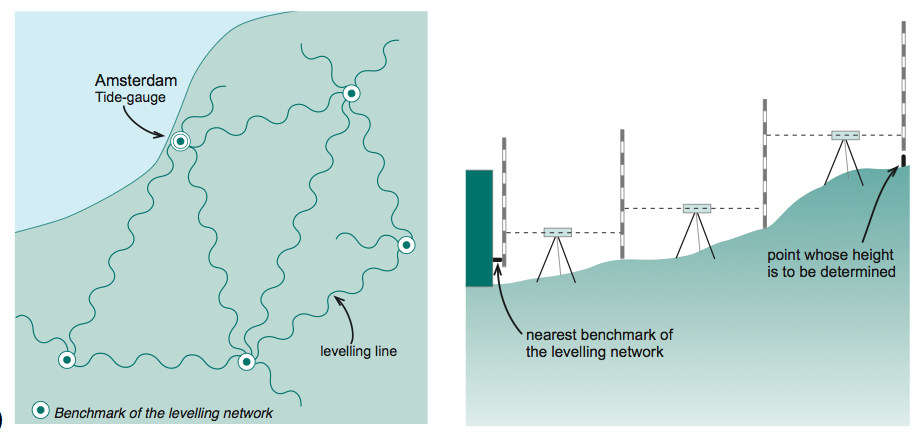 Amsterdam
Tide-gauge
levelling line
Benchmark of the levelling network
nearest benchmark of
the levelling network
point whose height
is to be determined